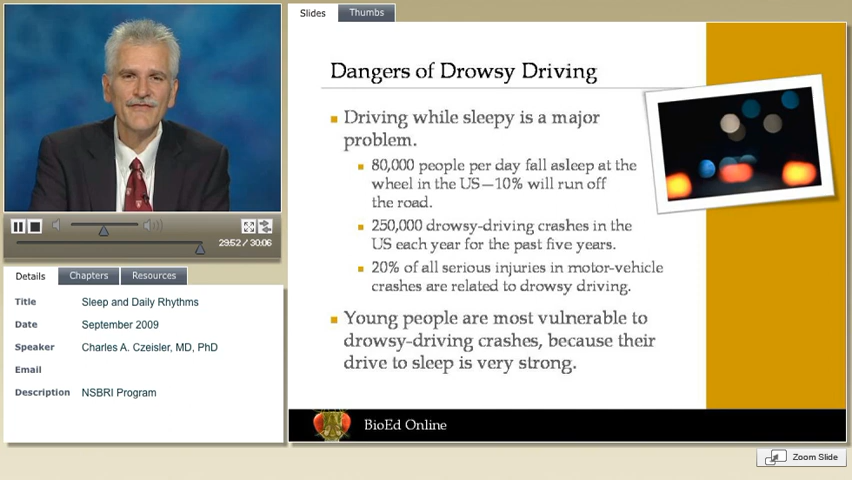 Slides
Thumbs
Dangers of Drowsy Driving
Driving while sleepy is a major
problem.
80,000 people per day fall asleep at the
wheel in the US—10% will run off
the road.
250,000 drowsy-driving crashes in the
US each year for the past five years.
20% of all serious injuries in motor-vehicle
crashes are related to drowsy driving.
Young people are most vulnerable to
drowsy-driving crashes, because their
drive to sleep is very strong.
BioEd Online
Zoom Slide
29:52 / 30:06
Details
Chapters
Resources
Title Sleep and Daily Rhythms
Date September 2009
Speaker Charles A. Czeisler, MD, PhD
Email
Description NSBRI Program